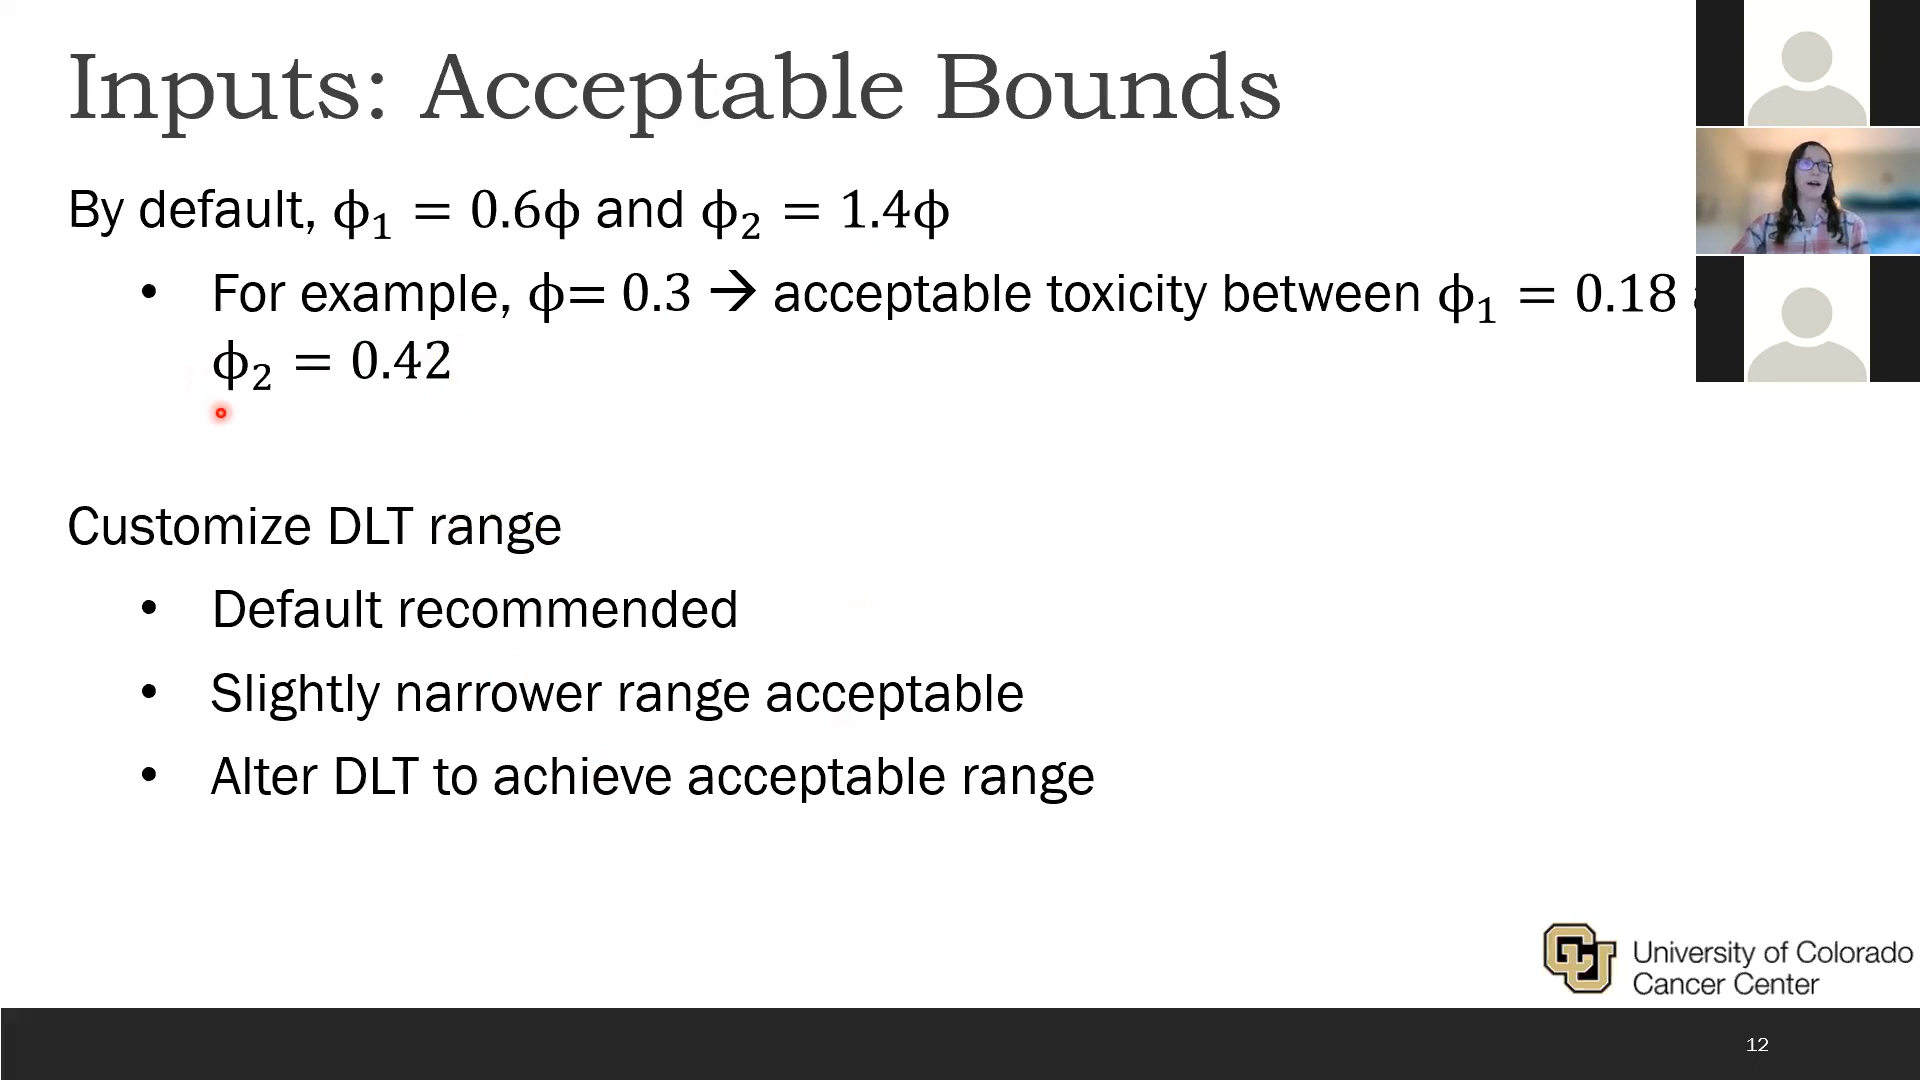 Inputs: Acceptable Bounds
By default, ϕ₁ = 0.6ϕ and ϕ₂ = 1.4ϕ
• For example, ϕ= 0.3 → acceptable toxicity between ϕ₁ = 0.18
ϕ₂ = 0.42
Customize DLT range
• Default recommended
• Slightly narrower range acceptable
• Alter DLT to achieve acceptable range
CU
University of Colorado
Cancer Center
12